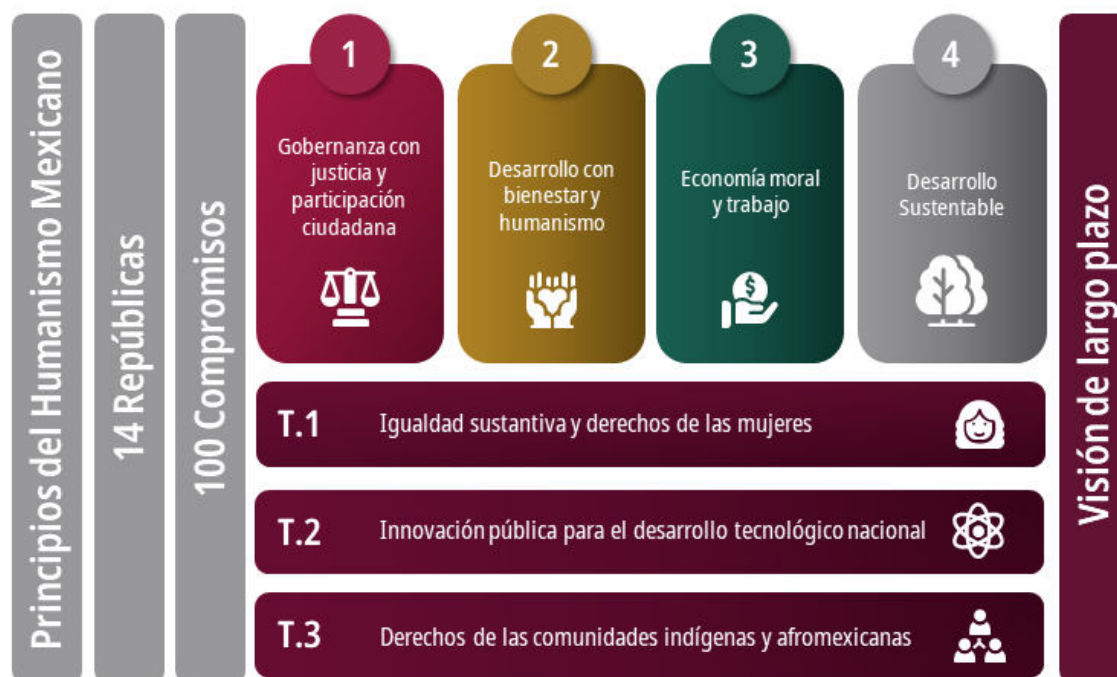 Principios del Humanismo Mexicano
14 Repúblicas
100 Compromisos
1
Gobernanza con
justicia y
participación
ciudadana
2
Desarrollo con
bienestar y
humanismo
3
Economía moral
y trabajo
$
4
Desarrollo
Sustentable
T.1 Igualdad sustantiva y derechos de las mujeres
T.2 Innovación pública para el desarrollo tecnológico nacional
T.3 Derechos de las comunidades indígenas y afromexicanas
Visión de largo plazo